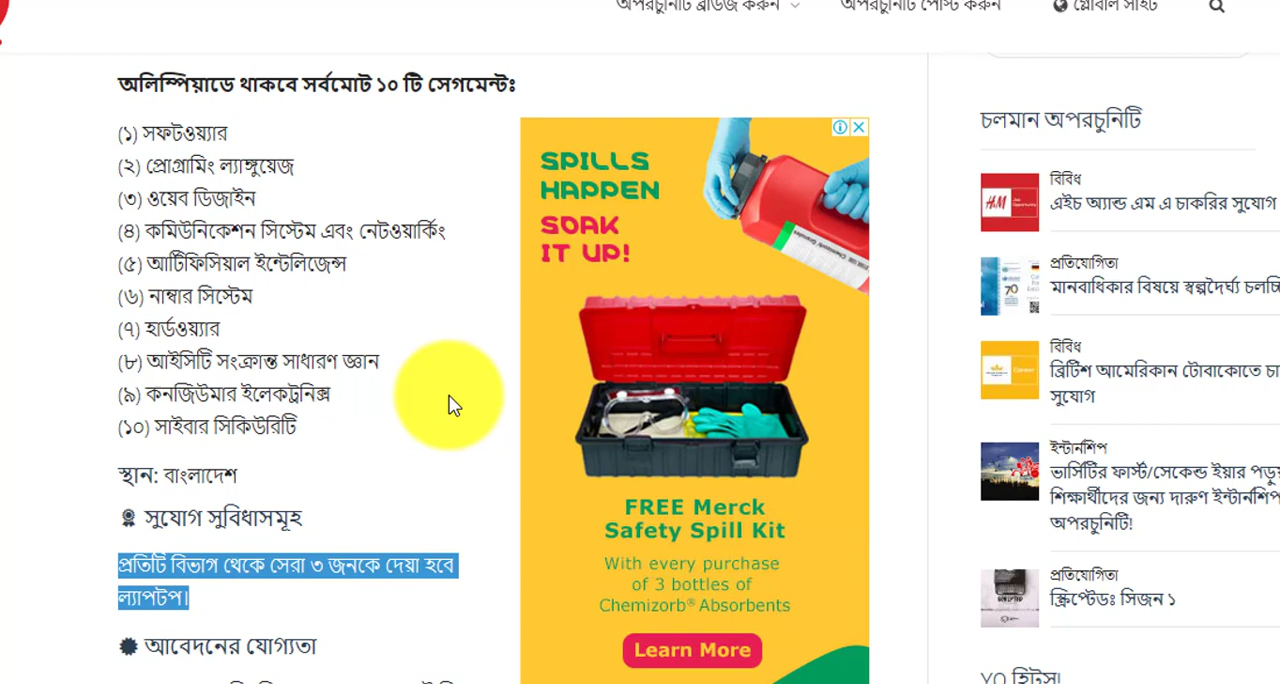 অপরচুনিটি ব্রাউজ করুন
অপরচুনিটি পোস্ট করুন
গ্লোবাল সাইট
অলিম্পিয়াডে থাকবে সর্বমোট ১০ টি সেগমেন্টঃ
(১) সফটওয়্যার
(২) প্রোগ্রামিং ল্যাঙ্গুয়েজ
(৩) ওয়েব ডিজাইন
(৪) কমিউনিকেশন সিস্টেম এবং নেটওয়ার্কিং
(৫) আর্টিফিসিয়াল ইন্টেলিজেন্স
(৬) নাম্বার সিস্টেম
(৭) হার্ডওয়্যার
(৮) আইসিটি সংক্রান্ত সাধারণ জ্ঞান
(৯) কনজিউমার ইলেকট্রনিক্স
(১০) সাইবার সিকিউরিটি
স্থান: বাংলাদেশ
সুযোগ সুবিধাসমূহ
প্রতিটি বিভাগ থেকে সেরা ৩ জনকে দেয়া হবে
ল্যাপটপ।
আবেদনের যোগ্যতা
SPILLS
HAPPEN
SOAK
IT UP!
FREE Merck
Safety Spill Kit
With every purchase
of 3 bottles of
Chemizorb® Absorbents
Learn More
চলমান অপরচুনিটি
বিবিধ
এইচ অ্যান্ড এম এ চাকরির সুযোগ
প্রতিযোগিতা
মানবাধিকার বিষয়ে স্বল্পদৈর্ঘ্য
বিবিধ
ব্রিটিশ আমেরিকান টোবাকোতে
সুযোগ
ইন্টার্নশিপ
ভার্সিটির ফার্স্ট/সেকেন্ড ইয়ার
শিক্ষার্থীদের জন্য দারুণ ইন্টার্নশিপ
অপরচুনিটি!
প্রতিযোগিতা
স্ক্রিপ্টেডঃ সিজন ১
YO হিটস!